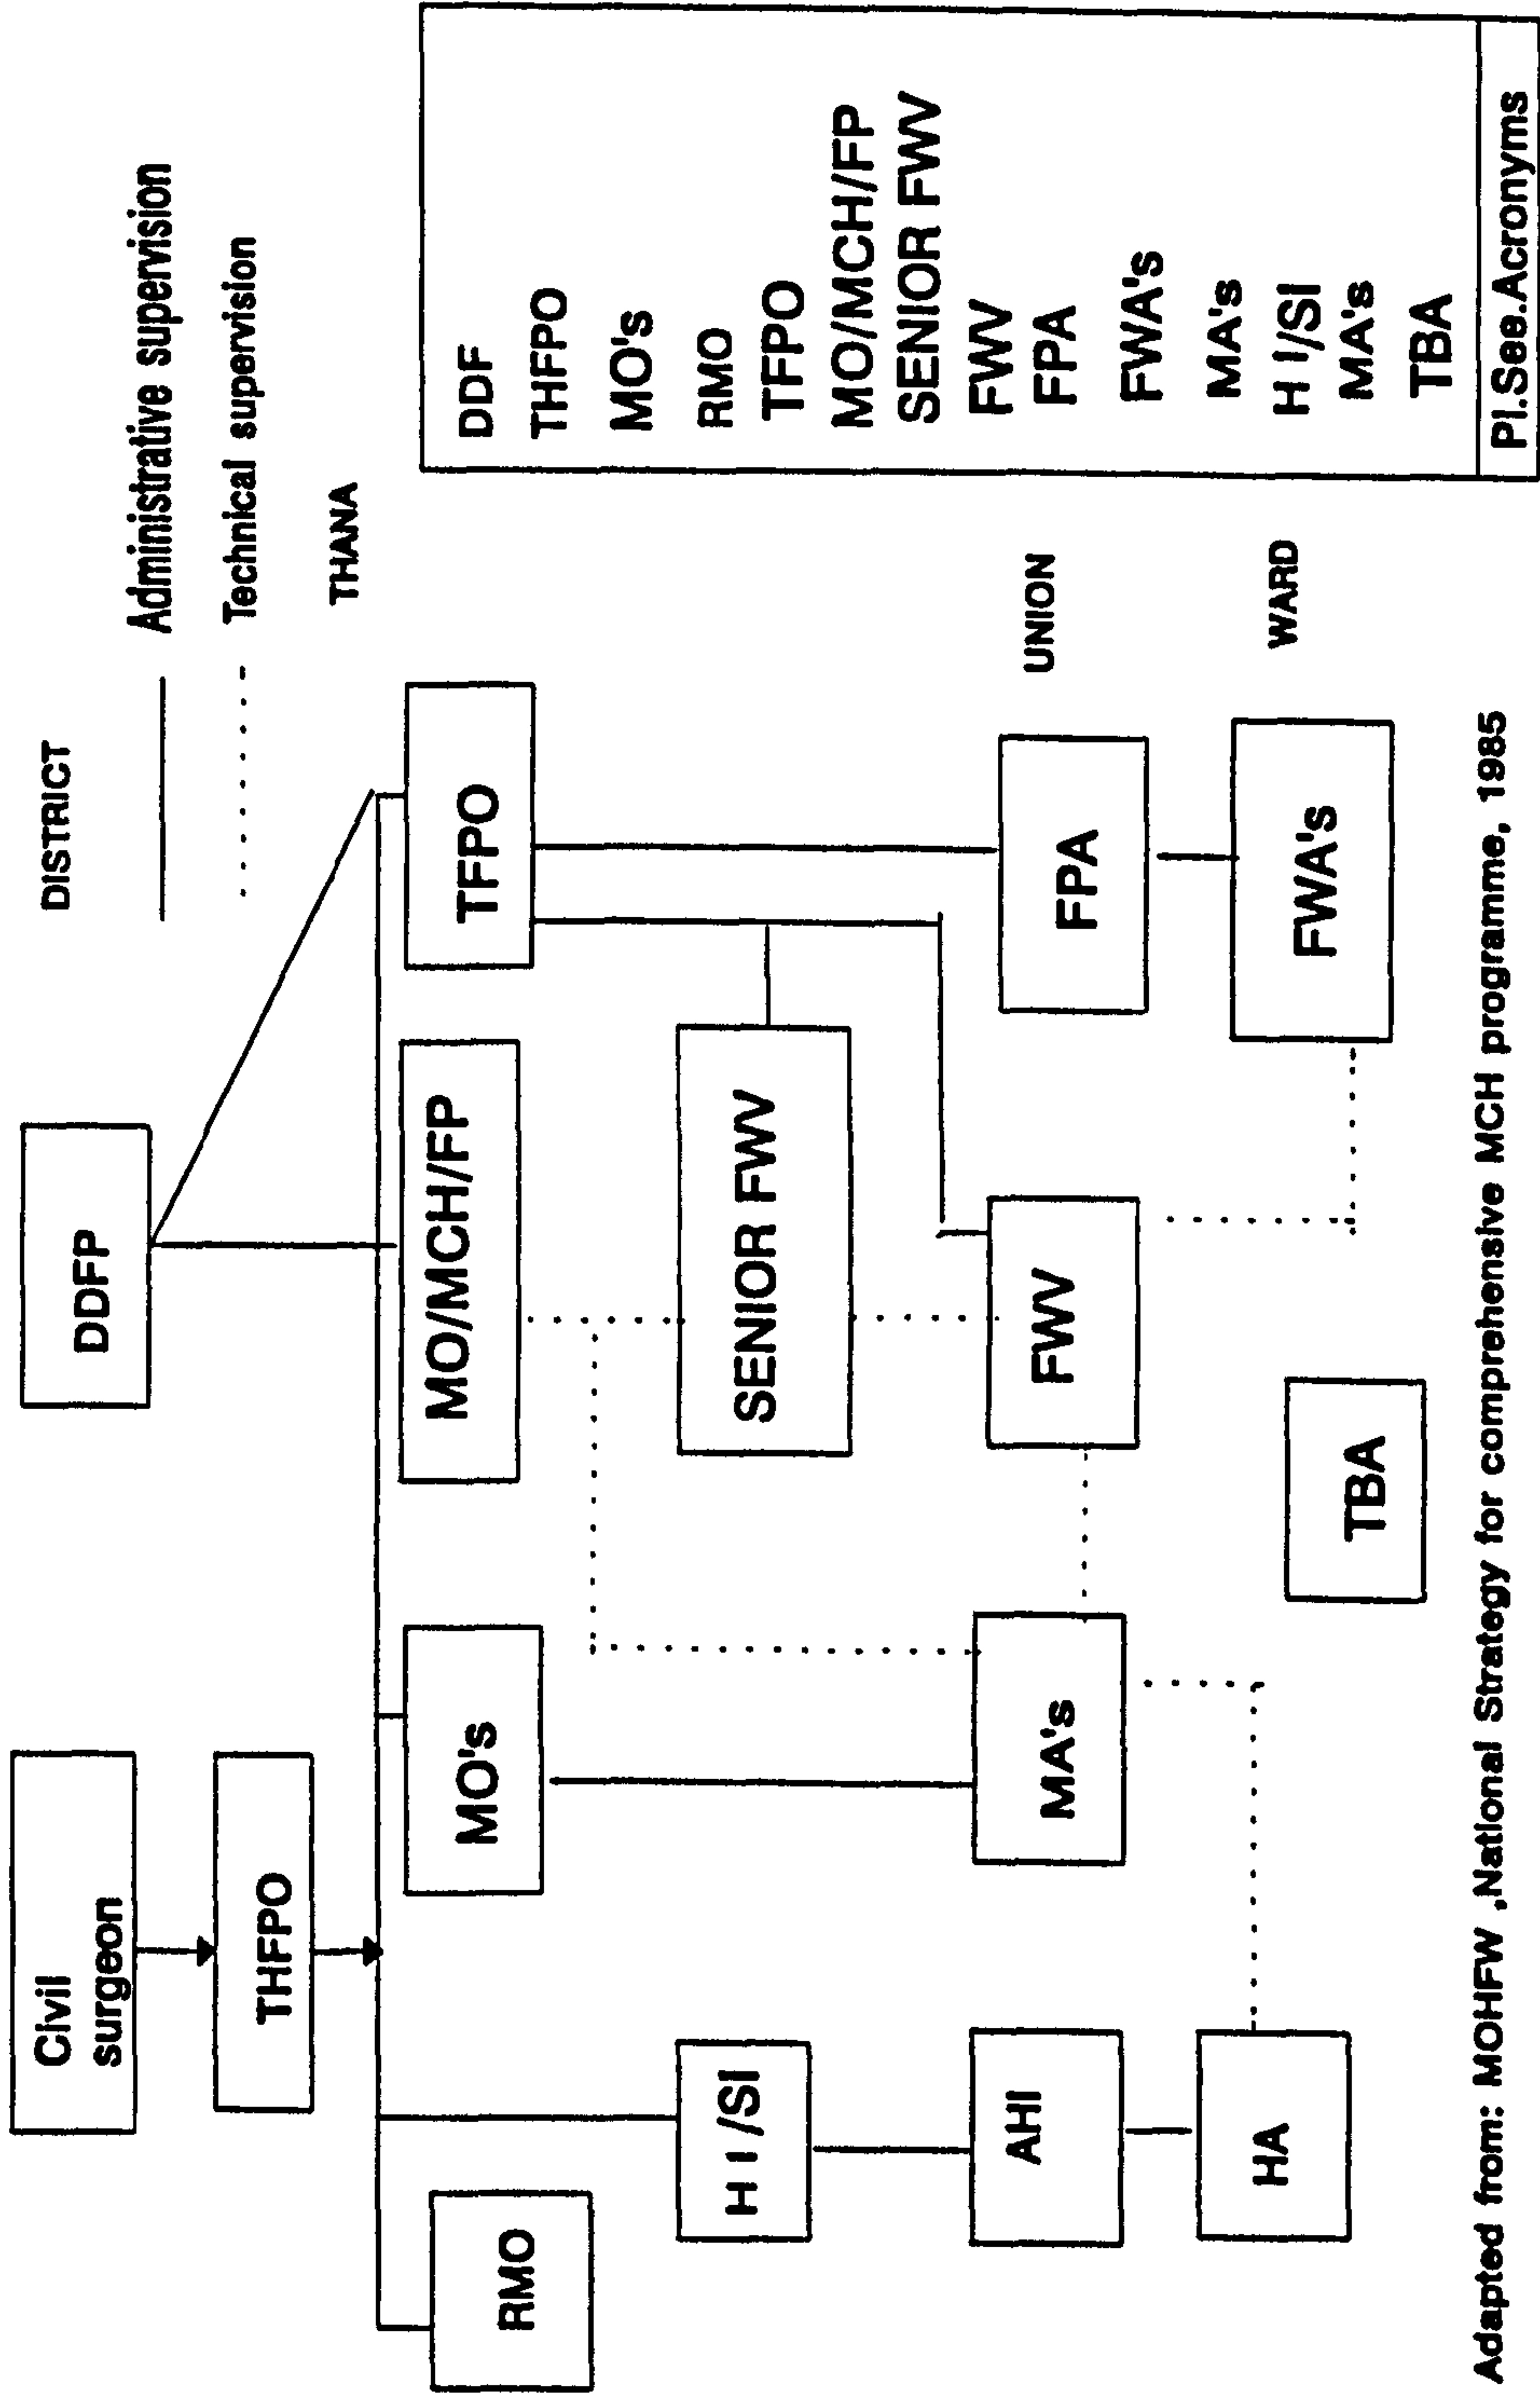 DISTRICT
Administrative supervision
Technical supervision
THANA
UNION
WARD
Civil
surgeon
DDFP
THFPO
RMO
MO's
MO/MCH/FP
TFPO
H I /SI
SENIOR FWV
AHI
MA's
FWV
FPA
HA
TBA
FWA's
DDF
THFPO
MO's
RMO
TFPO
MO/MCH/FP
SENIOR FWV
FWV
FPA
FWA's
MA's
H I/SI
MA's
TBA
Pl.See.Acronyms
Adapted from: MOHFW ,National Strategy for comprehensive MCH programme, 1985